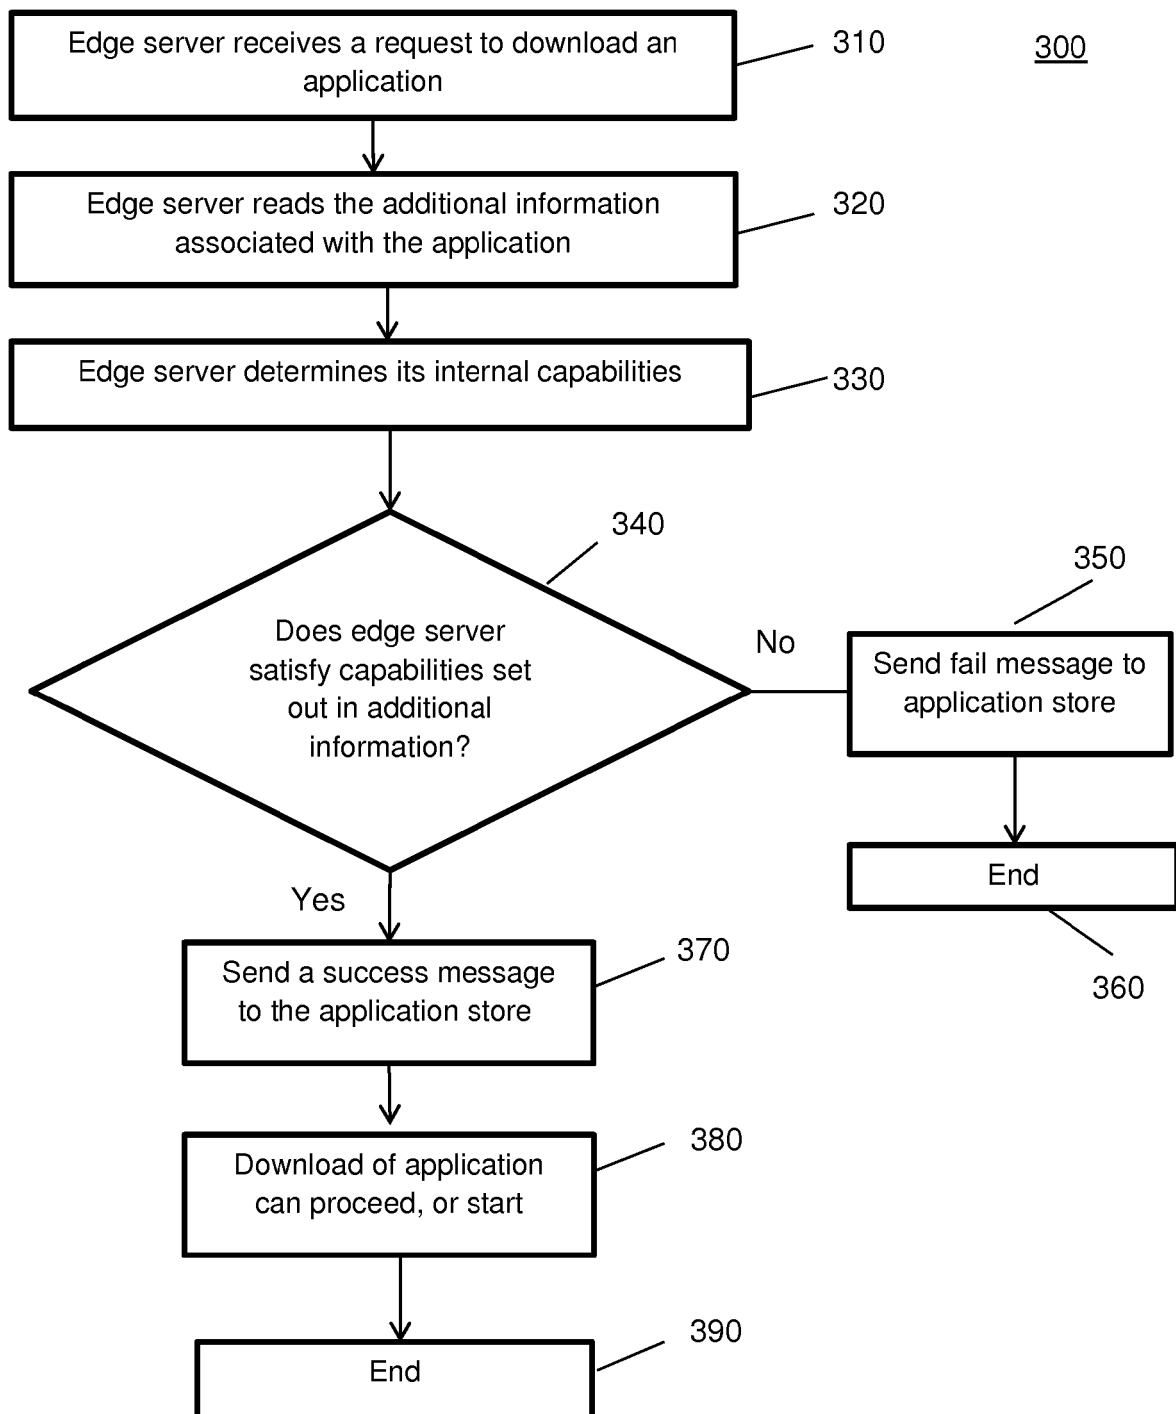 Edge server receives a request to download an
application
310
300
Edge server reads the additional information
associated with the application
320
Edge server determines its internal capabilities
330
340
Does edge server
satisfy capabilities set
out in additional
information?
No
350
Send fail message to
application store
End
360
Yes
Send a success message
to the application store
370
Download of application
can proceed, or start
380
End
390